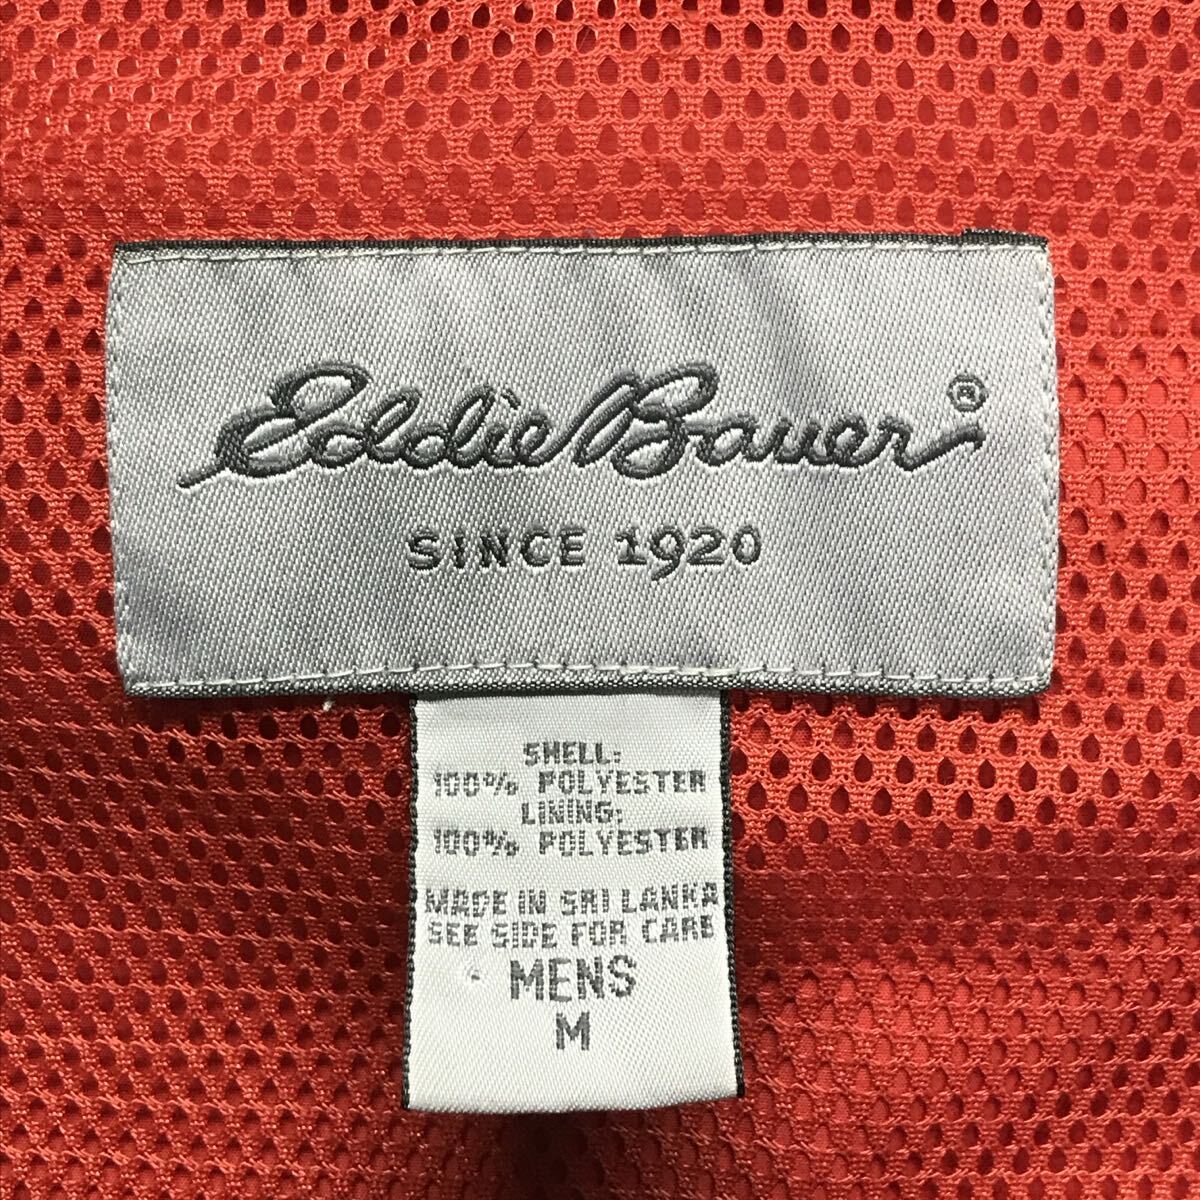 Eddie Bauer®
SINCE 1920
SHELL:
100% POLYESTER
LINING:
100% POLYESTER
MADE IN SRI LANKA
SEE SIDE FOR CARE
MENS
M